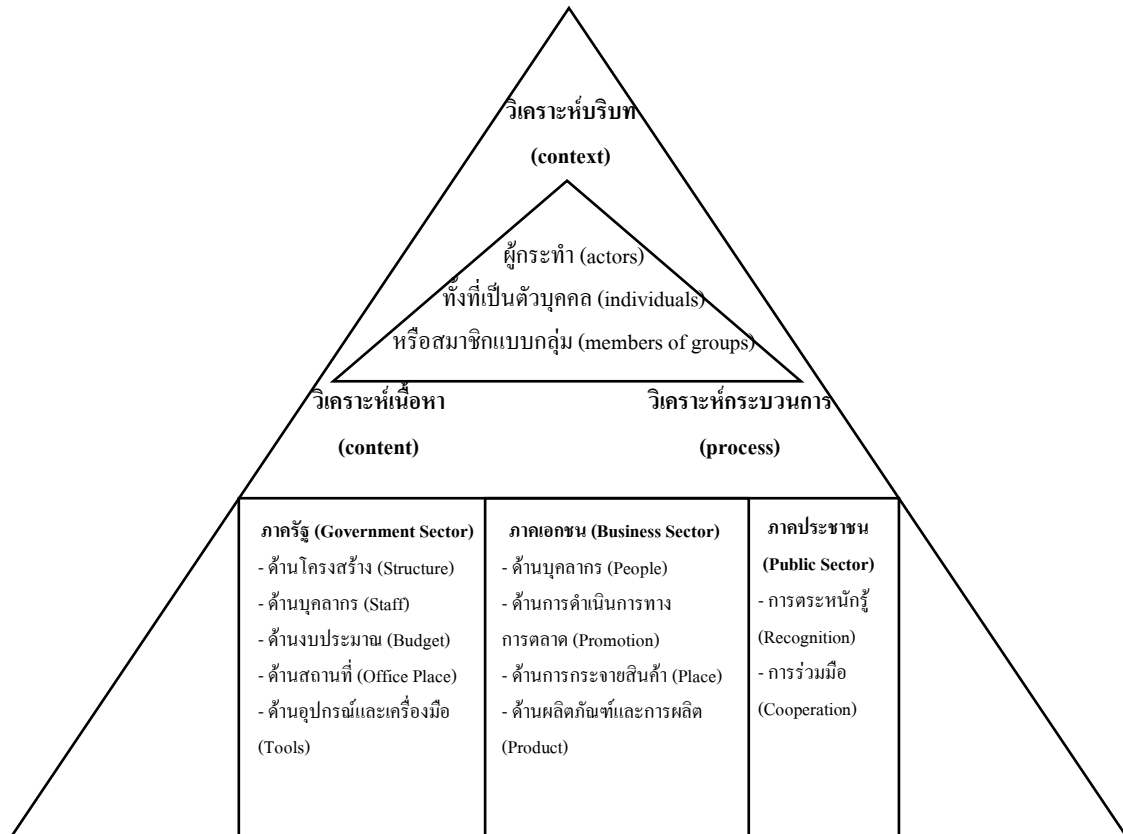 วิเคราะห์บริบท
(context)
ผู้กระทำ (actors)
ทั้งที่เป็นตัวบุคคล (individuals)
หรือสมาชิกแบบกลุ่ม (members of groups)
วิเคราะห์เนื้อหา
(content)
วิเคราะห์กระบวนการ
(process)
ภาครัฐ (Government Sector)
- ด้านโครงสร้าง (Structure)
- ด้านบุคลากร (Staff)
- ด้านงบประมาณ (Budget)
- ด้านสถานที่ (Office Place)
- ด้านอุปกรณ์และเครื่องมือ
(Tools)
ภาคเอกชน (Business Sector)
- ด้านบุคลากร (People)
- ด้านการดำเนินการทาง
การตลาด (Promotion)
- ด้านการกระจายสินค้า (Place)
- ด้านผลิตภัณฑ์และการผลิต
(Product)
ภาคประชาชน
(Public Sector)
- การตระหนักรู้
(Recognition)
- การร่วมมือ
(Cooperation)